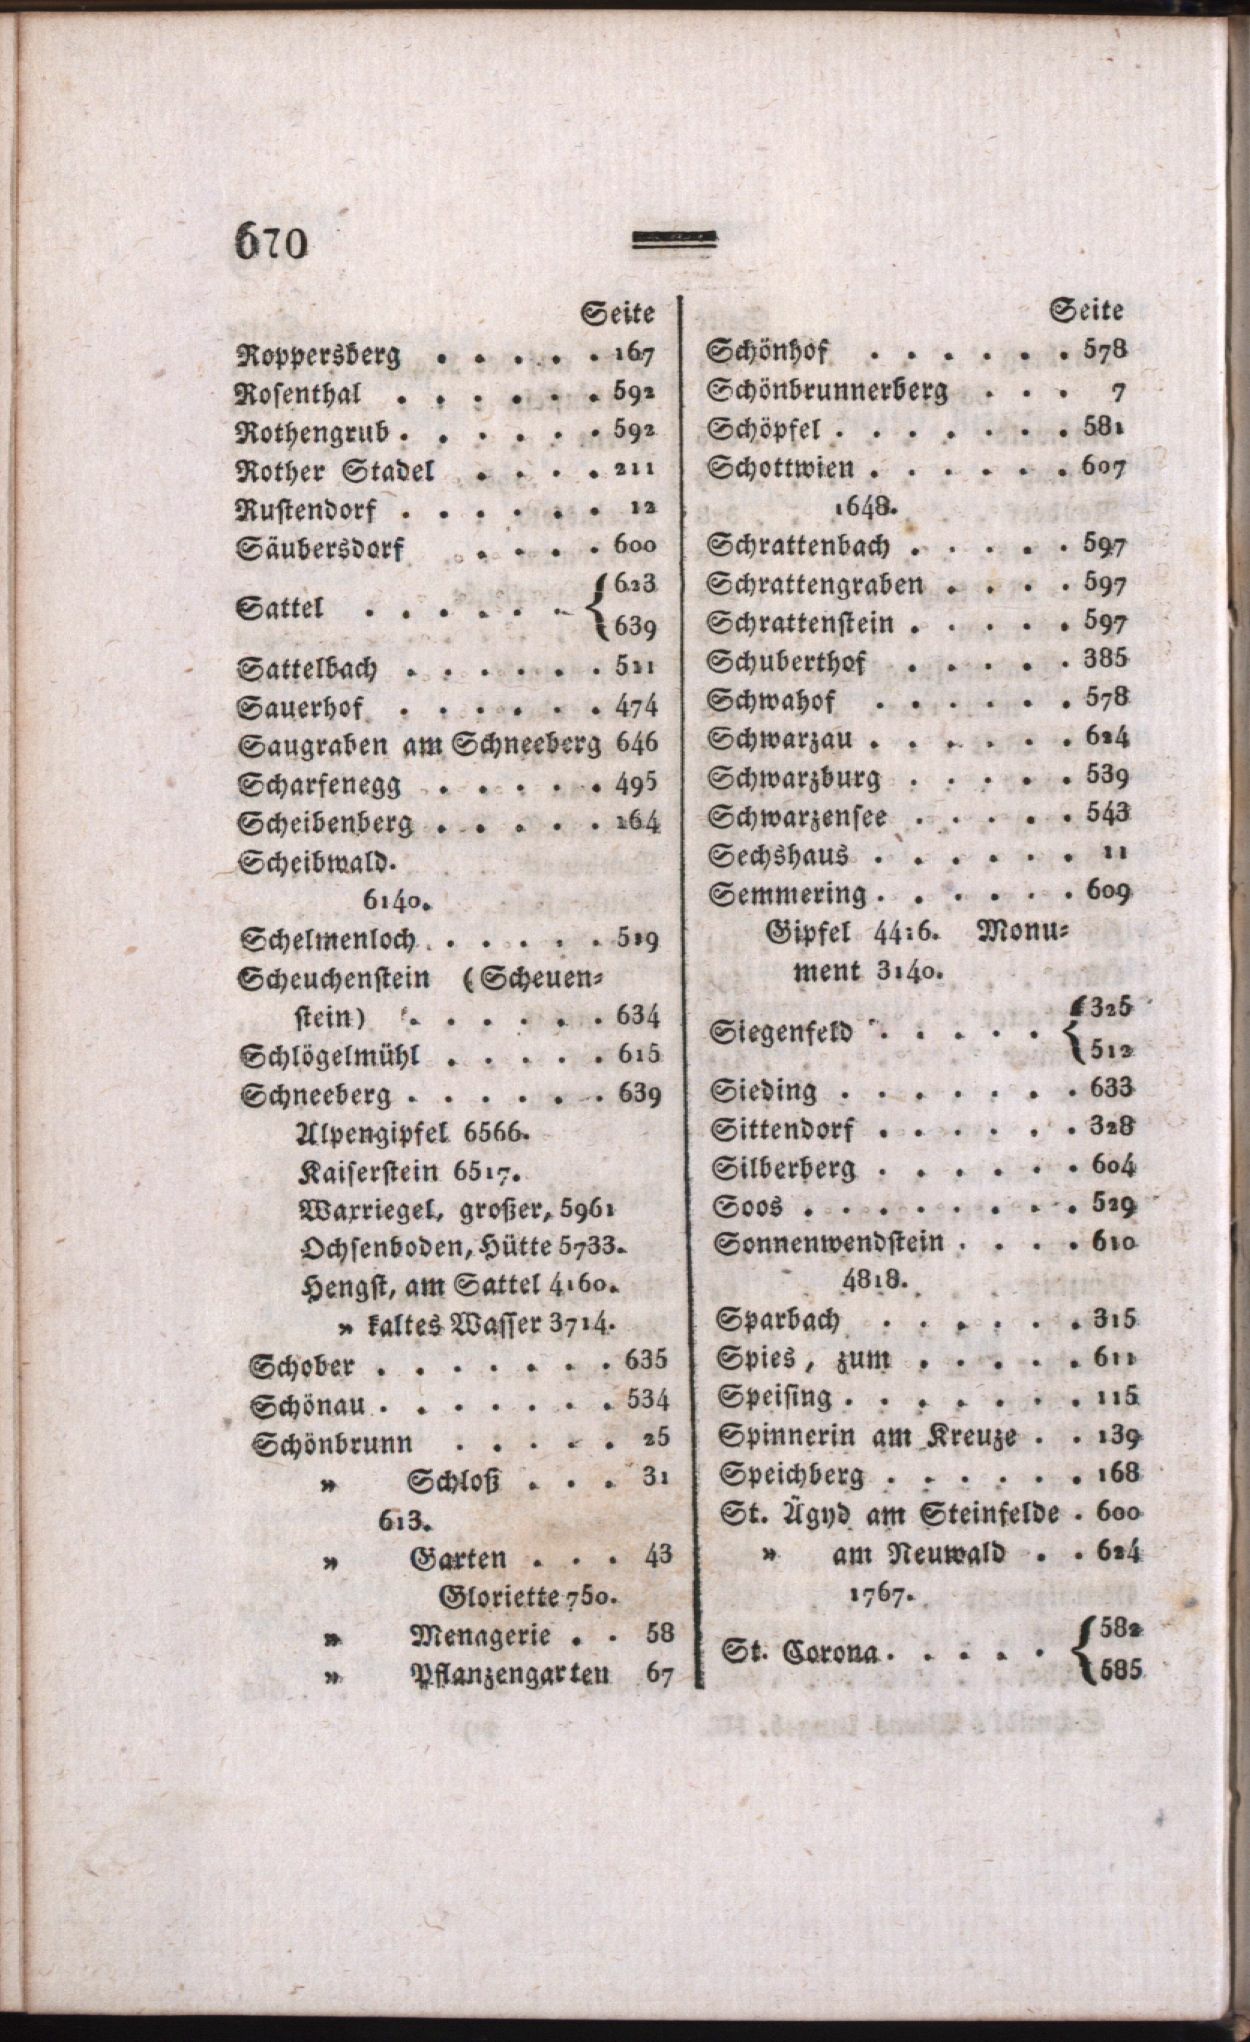 670
Seite
Roppersberg . . . . . 167
Rosenthal . . . . . . 592
Rothengrub . . . . . . 592
Rother Stadel . . . . 211
Rustendorf . . . . . . 12
Säubersdorf . . . . 600
Sattel . . . . . . { 623
639
Sattelbach . . . . . . 511
Sauerhof . . . . . . 474
Saugraben am Schneeberg 646
Scharfenegg . . . . . 495
Scheibenberg . . . . . 164
Scheibwald.
6140.
Schelmenloch . . . . . 519
Scheuchenstein (Scheuen-
stein) . . . . . . 634
Schlögelmühl . . . . . 615
Schneeberg . . . . . . 639
Alpengipfel 6566.
Kaiserstein 6517.
Waxriegel, großer, 5961
Ochsenboden, Hütte 5733.
Hengst, am Sattel 4160.
» kaltes Wasser 3714.
Schober . . . . . . . 635
Schönau . . . . . . . 534
Schönbrunn . . . . . 25
» Schloß . . . 31
613.
» Garten . . . 43
Gloriette 750.
» Menagerie . . 58
» Pflanzengarten 67
Seite
Schönhof . . . . . . 578
Schönbrunnerberg . . . 7
Schöpfel . . . . . . . 581
Schottwien . . . . . . 607
1648.
Schrattenbach . . . . . 597
Schrattengraben . . . . 597
Schrattenstein . . . . . 597
Schuberthof . . . . . 385
Schwahof . . . . . . 578
Schwarzau . . . . . . 624
Schwarzburg . . . . . 539
Schwarzensee . . . . . 543
Sechshaus . . . . . . 11
Semmering . . . . . . 609
Gipfel 4416. Monu-
ment 3140.
Siegenfeld . . . . . { 325
512
Sieding . . . . . . . 633
Sittendorf . . . . . . 328
Silberberg . . . . . . 604
Soos . . . . . . . . 529
Sonnenwendstein . . . . 610
4818.
Sparbach . . . . . . 315
Spies, zum . . . . . 611
Speising . . . . . . . 115
Spinnerin am Kreuze . . 139
Speichberg . . . . . . 168
St. Ägyd am Steinfelde . 600
» am Neuwald . . 624
1767.
St. Corona . . . . . { 582
585